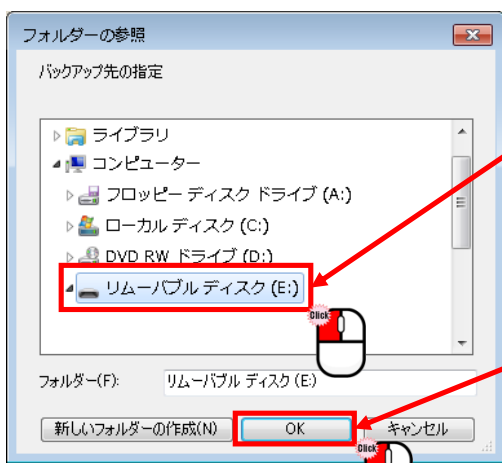 フォルダーの参照
バックアップ先の指定
ライブラリ
コンピューター
フロッピー ディスク ドライブ (A:)
ローカル ディスク (C:)
DVD RW ドライブ (D:)
リムーバブル ディスク (E:)
Click
フォルダー(F): リムーバブル ディスク (E:)
新しいフォルダーの作成(N) OK キャンセル
Click